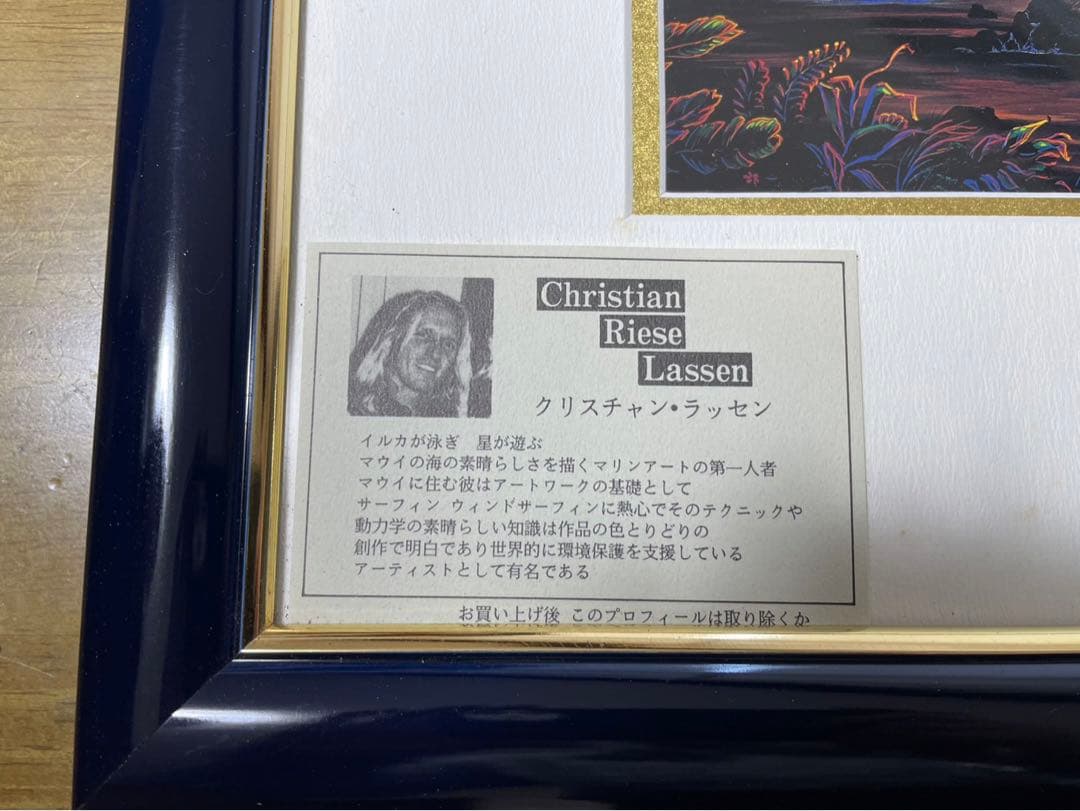 Christian
Riese
Lassen
クリスチャン・ラッセン
イルカが泳ぎ 星が遊ぶ
マウイの海の素晴らしさを描くマリンアートの第一人者
マウイに住む彼はアートワークの基礎として
サーフィン ウィンドサーフィンに熱心でそのテクニックや
動力学の素晴らしい知識は作品の色とりどりの
創作で明白であり世界的に環境保護を支援している
アーティストとして有名である
お買い上げ後 このプロフィールは取り除くか